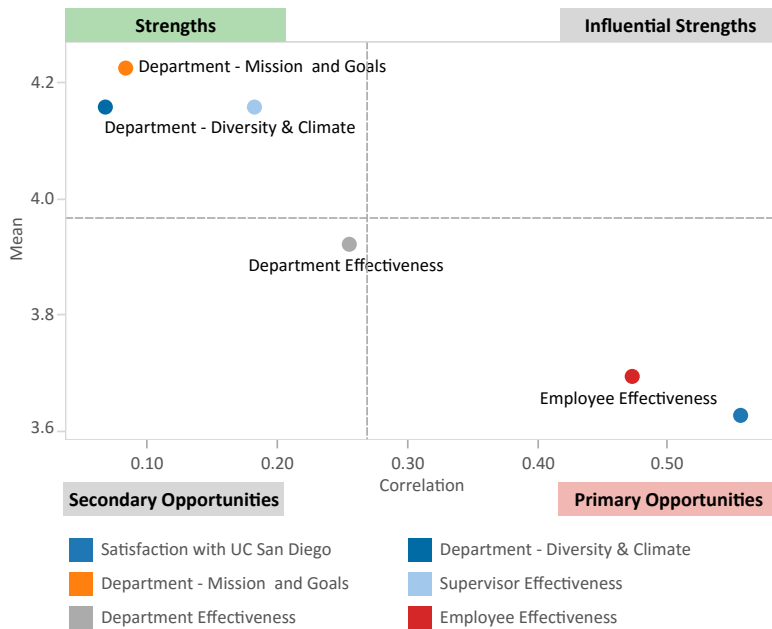 Strengths
Influential Strengths
4.2
Department - Mission and Goals
Department - Diversity & Climate
4.0
Mean
Department Effectiveness
3.8
Employee Effectiveness
3.6
0.10 0.20 0.30 0.40 0.50
Correlation
Secondary Opportunities
Primary Opportunities
Satisfaction with UC San Diego
Department - Diversity & Climate
Department - Mission and Goals
Supervisor Effectiveness
Department Effectiveness
Employee Effectiveness